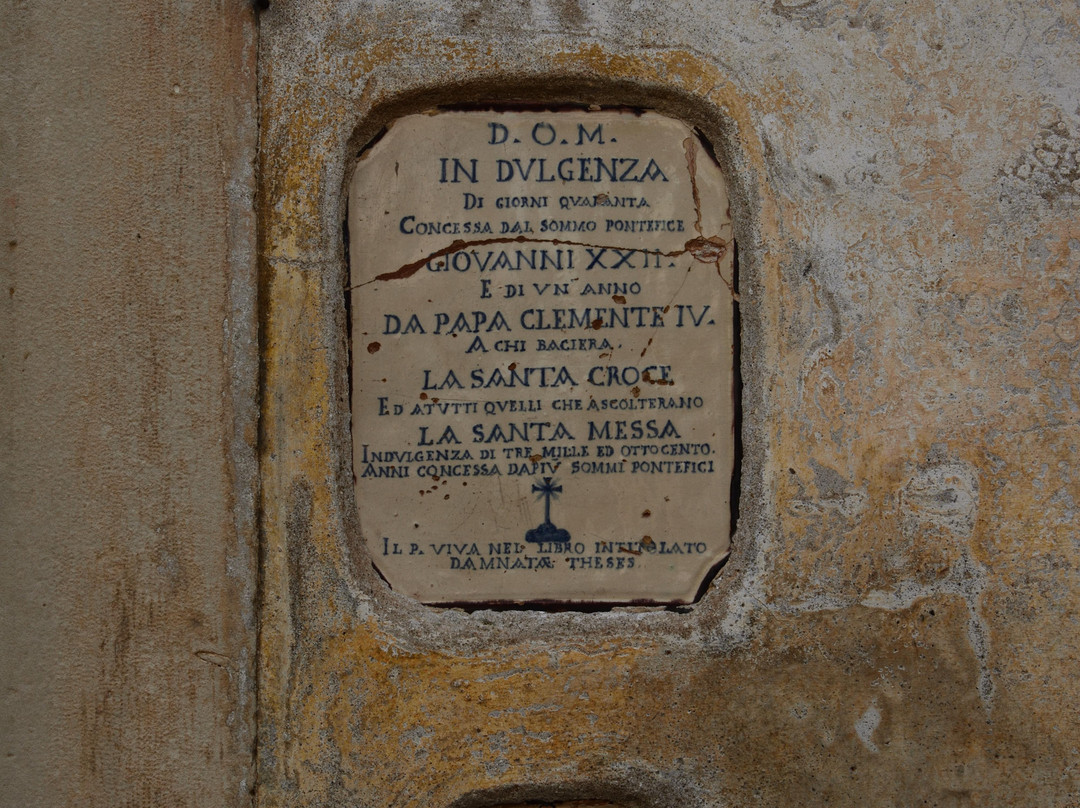 D. O. M.
IN DVLGENZA
DI GIORNI QVARANTA
CONCESSA DAL SOMMO PONTEFICE
GIOVANNI XXII.
E DI VN ANNO
DA PAPA CLEMENTE IV.
A CHI BACIERA.
LA SANTA CROCE
ED ATVTTI QVELLI CHE ASCOLTERANO
LA SANTA MESSA
INDVLGENZA DI TRE MILLE ED OTTOCENTO.
ANNI CONCESSA DAPIV SOMMI PONTEFICI
IL P. VIVA NEL LIBRO INTITOLATO
DAMNATÆ THESES.